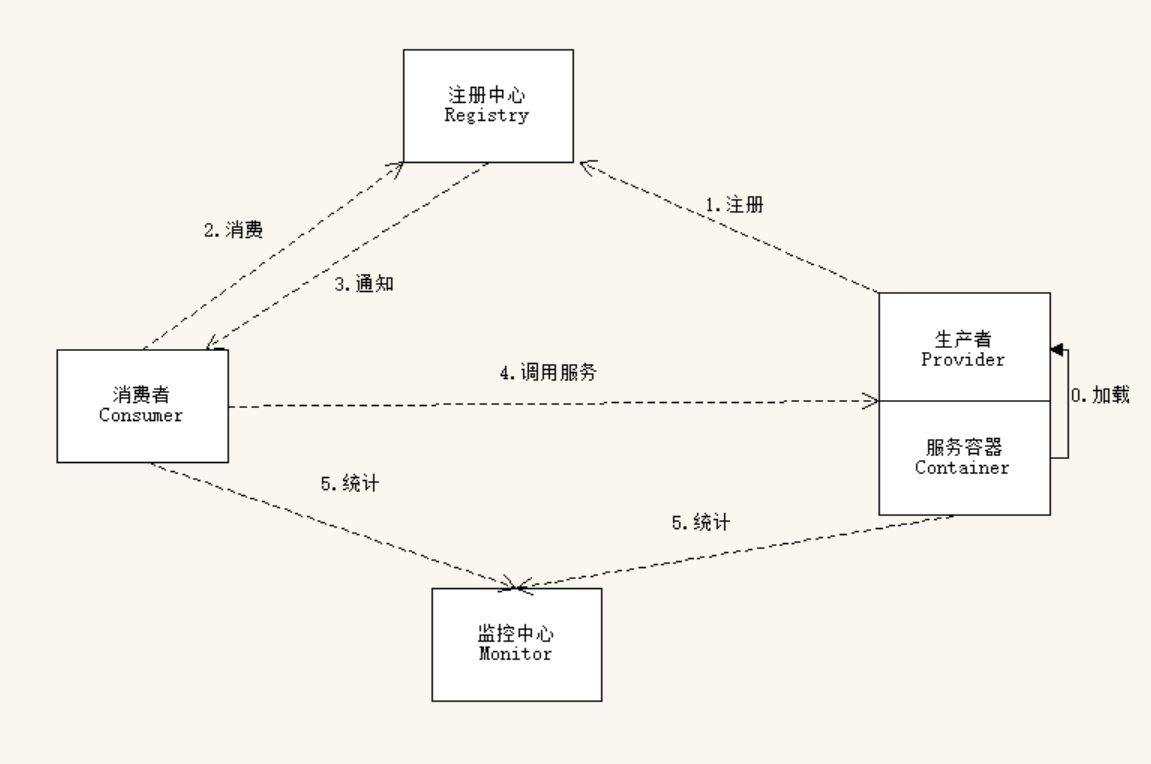 注册中心
Registry
1.注册
2.消费
3.通知
生产者
Provider
消费者
Consumer
4.调用服务
0.加载
服务容器
Container
5.统计
5.统计
监控中心
Monitor